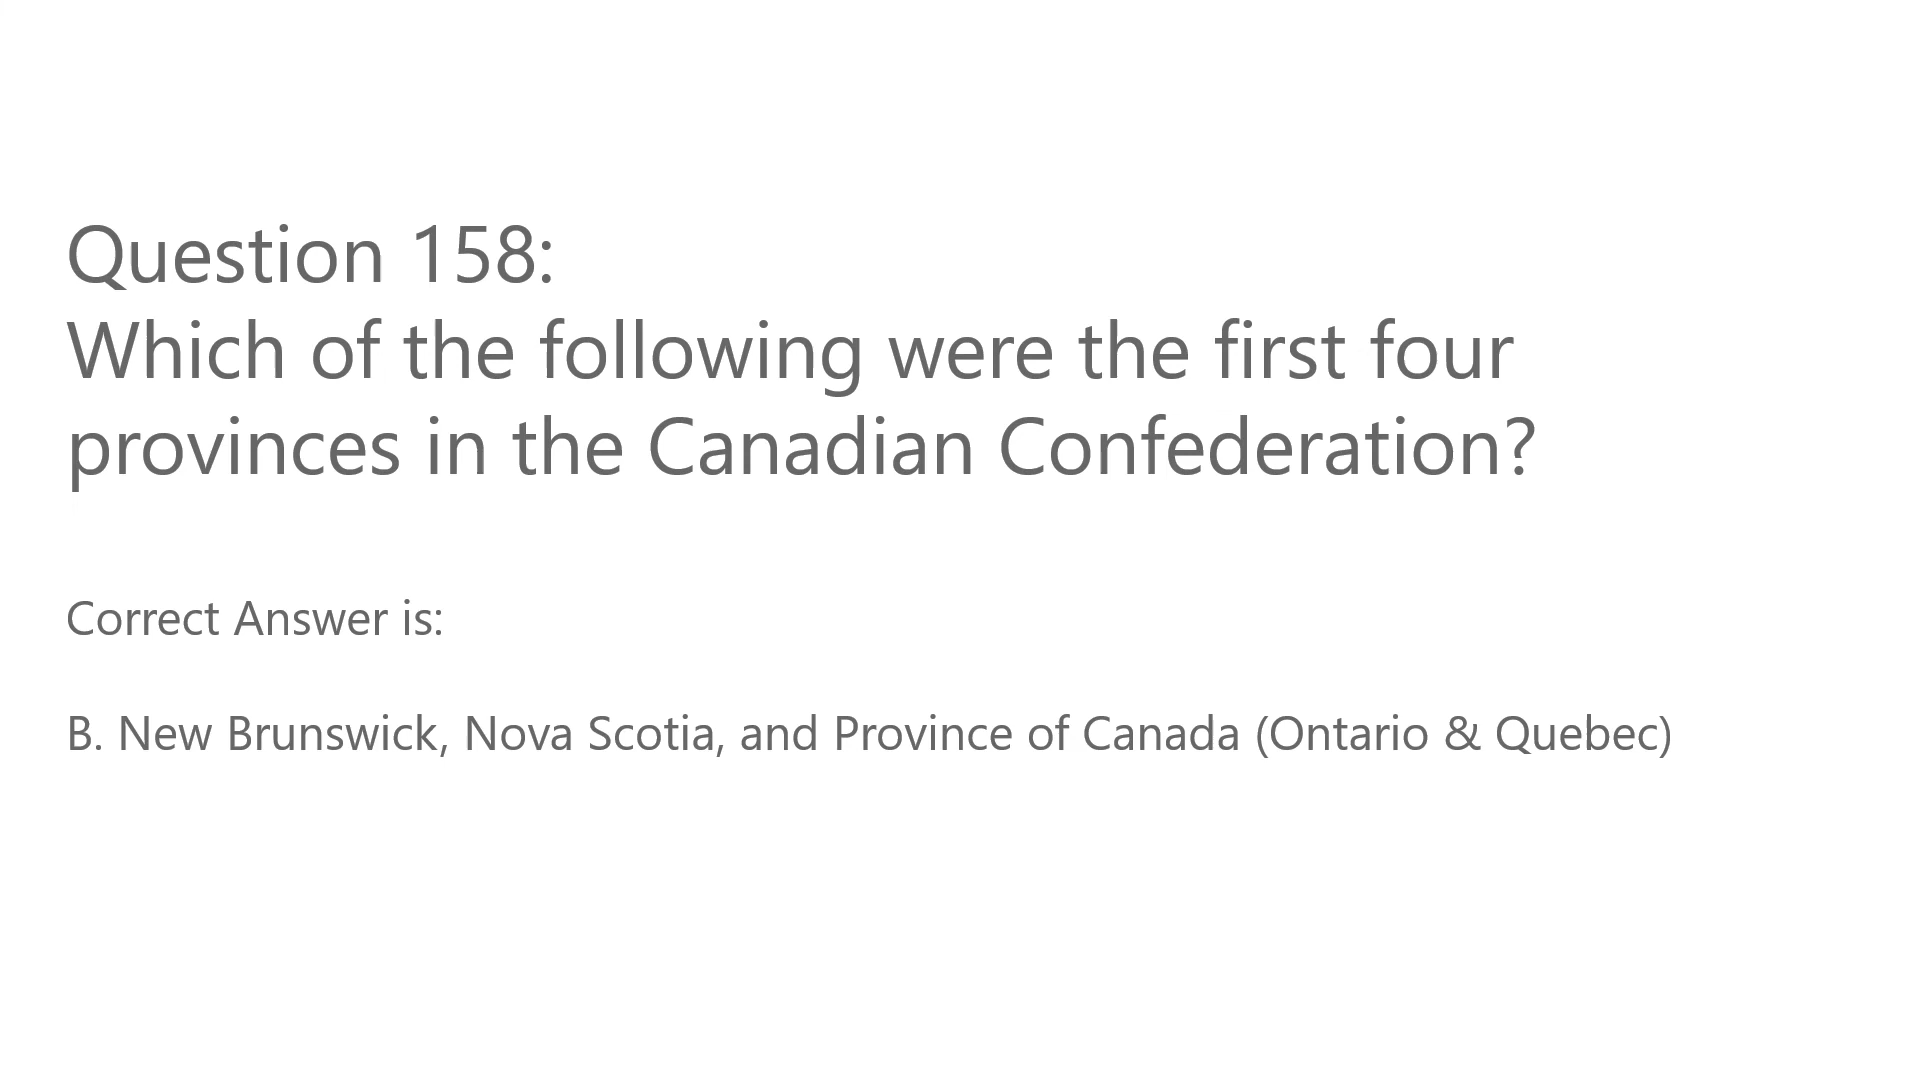 Question 158:
Which of the following were the first four
provinces in the Canadian Confederation?
Correct Answer is:
B. New Brunswick, Nova Scotia, and Province of Canada (Ontario & Quebec)